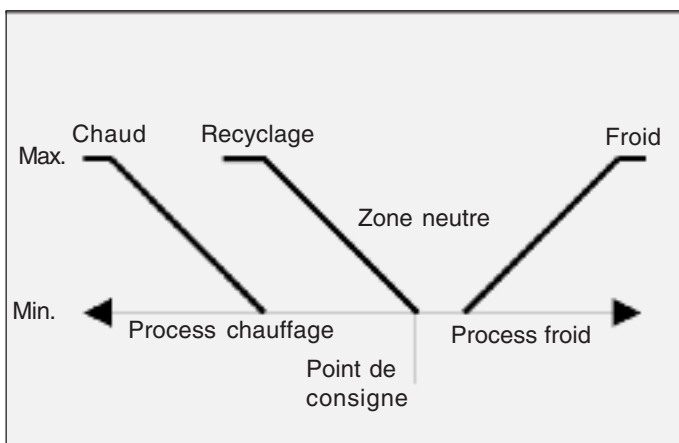 Chaud
Recyclage
Froid
Max.
Zone neutre
Min.
Process chauffage
Process froid
Point de
consigne